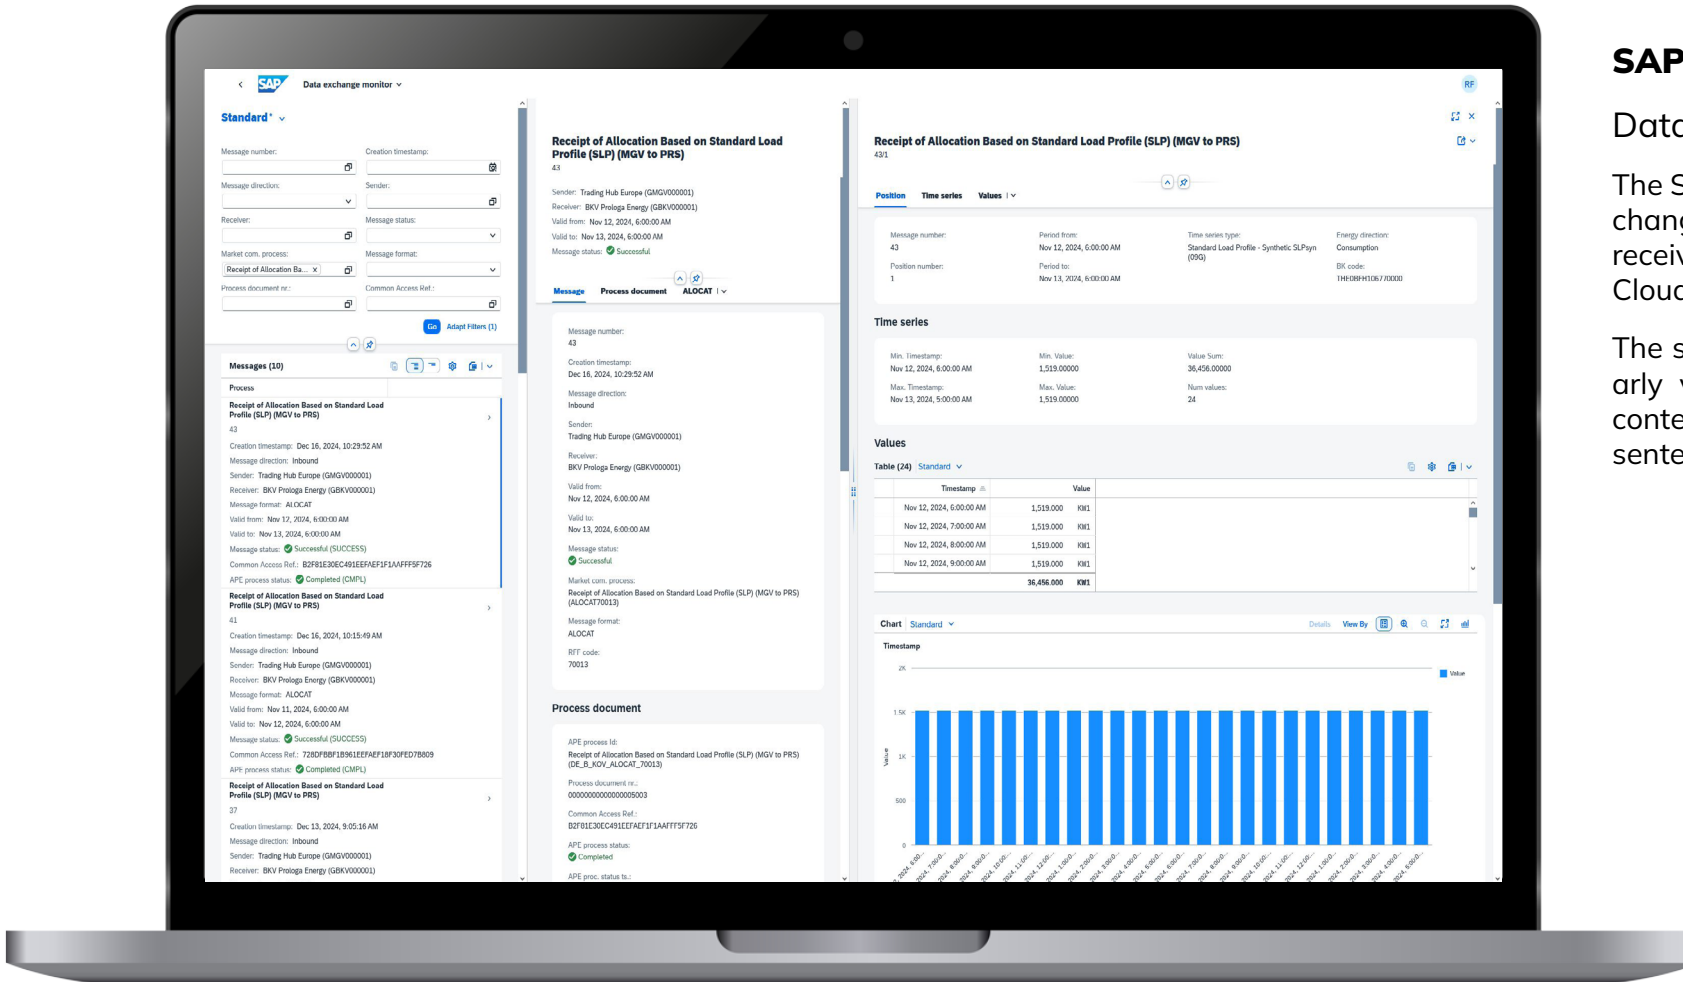 SAP
Data exchange monitor
RF
Standard*
Message number:
Creation timestamp:
Message direction:
Sender:
Receiver:
Message status:
Market com. process:
Message format:
Receipt of Allocation Ba... x
Process document nr.:
Common Access Ref.:
Go Adapt Filters (1)
Messages (10)
Process
Receipt of Allocation Based on Standard Load
Profile (SLP) (MGV to PRS)
43
Creation timestamp: Dec 16, 2024, 10:29:52 AM
Message direction: Inbound
Sender: Trading Hub Europe (GMGV000001)
Receiver: BKV Prologa Energy (GBKV000001)
Message format: ALOCAT
Valid from: Nov 12, 2024, 6:00:00 AM
Valid to: Nov 13, 2024, 6:00:00 AM
Message status: Successful (SUCCESS)
Common Access Ref.: B2F81E30EC491EEFAEF1F1AAFFF5F726
APE process status: Completed (CMPL)
Receipt of Allocation Based on Standard Load
Profile (SLP) (MGV to PRS)
41
Creation timestamp: Dec 16, 2024, 10:15:49 AM
Message direction: Inbound
Sender: Trading Hub Europe (GMGV000001)
Receiver: BKV Prologa Energy (GBKV000001)
Message format: ALOCAT
Valid from: Nov 11, 2024, 6:00:00 AM
Valid to: Nov 12, 2024, 6:00:00 AM
Message status: Successful (SUCCESS)
Common Access Ref.: 728DFBBF1B961EEFAEF18F30FED7B809
APE process status: Completed (CMPL)
Receipt of Allocation Based on Standard Load
Profile (SLP) (MGV to PRS)
37
Creation timestamp: Dec 13, 2024, 9:05:16 AM
Message direction: Inbound
Sender: Trading Hub Europe (GMGV000001)
Receiver: BKV Prologa Energy (GBKV000001)
Receipt of Allocation Based on Standard Load
Profile (SLP) (MGV to PRS)
43
Sender: Trading Hub Europe (GMGV000001)
Receiver: BKV Prologa Energy (GBKV000001)
Valid from: Nov 12, 2024, 6:00:00 AM
Valid to: Nov 13, 2024, 6:00:00 AM
Message status: Successful
Message Process document ALOCAT
Message number:
43
Creation timestamp:
Dec 16, 2024, 10:29:52 AM
Message direction:
Inbound
Sender:
Trading Hub Europe (GMGV000001)
Receiver:
BKV Prologa Energy (GBKV000001)
Valid from:
Nov 12, 2024, 6:00:00 AM
Valid to:
Nov 13, 2024, 6:00:00 AM
Message status:
Successful
Market com. process:
Receipt of Allocation Based on Standard Load Profile (SLP) (MGV to PRS)
(ALOCAT70013)
Message format:
ALOCAT
RFF code:
70013
Process document
APE process Id:
Receipt of Allocation Based on Standard Load Profile (SLP) (MGV to PRS)
(DE_B_KOV_ALOCAT_70013)
Process document nr.:
Common Access Ref.:
B2F81E30EC491EEFAEF1F1AAFFF5F726
APE process status:
Completed
APE proc. status ts.:
Receipt of Allocation Based on Standard Load Profile (SLP) (MGV to PRS)
43/1
Position Time series Values
Message number:
43
Period from:
Nov 12, 2024, 6:00:00 AM
Time series type:
Standard Load Profile - Synthetic SLPsyn
(09G)
Energy direction:
Consumption
Position number:
1
Period to:
Nov 13, 2024, 6:00:00 AM
BK code:
THE0BFH106770000
Time series
Min. Timestamp:
Nov 12, 2024, 6:00:00 AM
Min. Value:
1,519.00000
Value Sum:
36,456.00000
Max. Timestamp:
Nov 13, 2024, 5:00:00 AM
Max. Value:
1,519.00000
Num values:
24
Values
Table (24) Standard
Timestamp Value
Nov 12, 2024, 6:00:00 AM 1,519.000 KW1
Nov 12, 2024, 7:00:00 AM 1,519.000 KW1
Nov 12, 2024, 8:00:00 AM 1,519.000 KW1
Nov 12, 2024, 9:00:00 AM 1,519.000 KW1
36,456.000 KW1
Chart Standard
Details View By
Timestamp
2K
1.5K
1K
500
0
Value
Value
SAP
Data
The S
chang
receiv
Cloud
The s
arly v
conte
sente